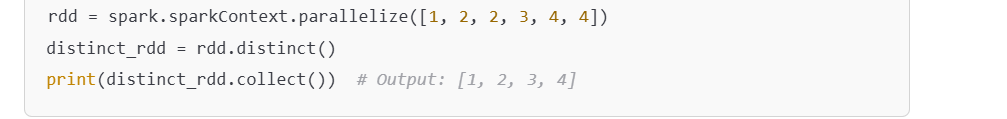 rdd = spark.sparkContext.parallelize([1, 2, 2, 3, 4, 4])
distinct_rdd = rdd.distinct()
print(distinct_rdd.collect())  # Output: [1, 2, 3, 4]